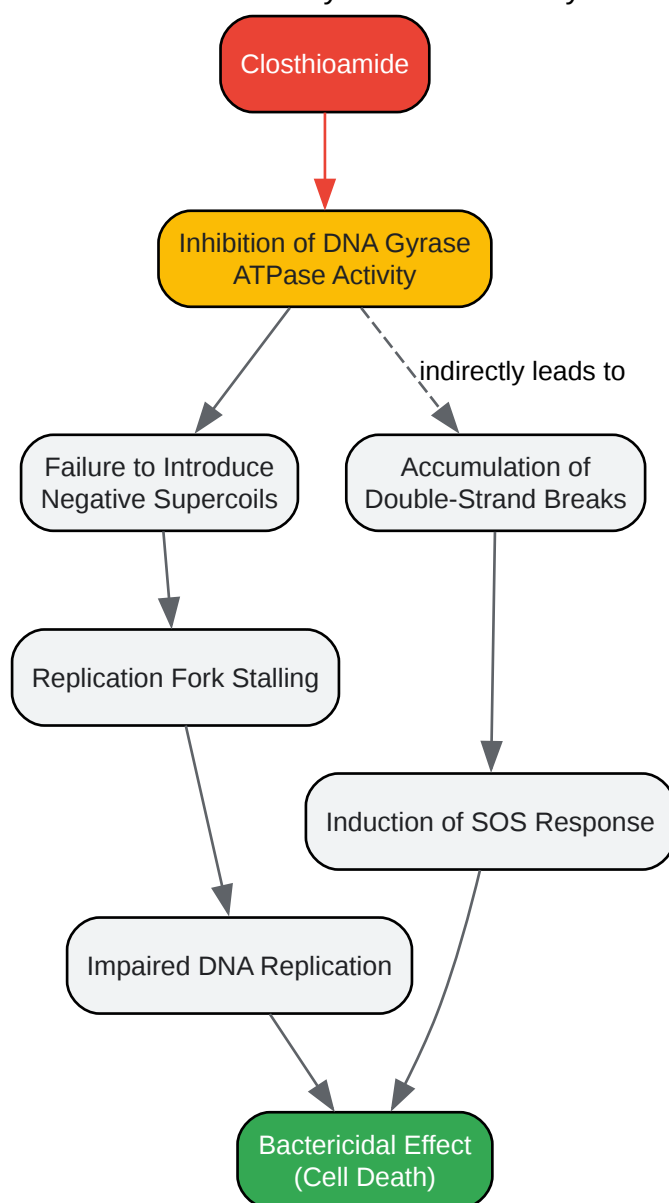 Closthioamide
Inhibition of DNA Gyrase
ATPase Activity
indirectly leads to
Failure to Introduce
Negative Supercoils
Accumulation of
Double-Strand Breaks
Replication Fork Stalling
Induction of SOS Response
Impaired DNA Replication
Bactericidal Effect
(Cell Death)